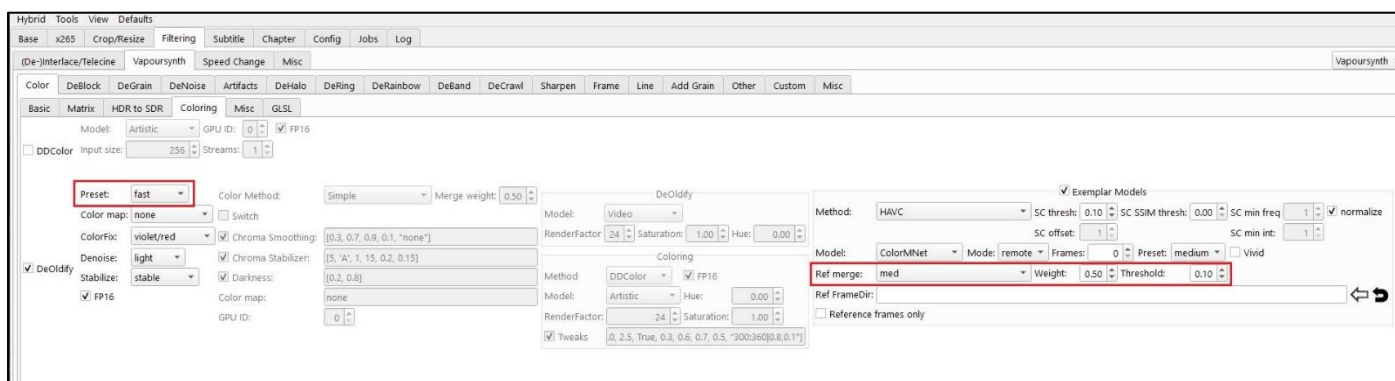 Hybrid Tools View Defaults
Base x265 Crop/Resize Filtering Subtitle Chapter Config Jobs Log
(De-)Interlace/Telecine Vapoursynth Speed Change Misc Vapoursynth
Color DeBlock DeGrain DeNoise Artifacts DeHalo DeRing DeRainbow DeBand DeCrawl Sharpen Frame Line Add Grain Other Custom Misc
Basic Matrix HDR to SDR Coloring Misc GLSL
Model: Artistic GPU ID: 0 FP16
DDColor Input size: 256 Streams: 1
Preset: fast Color Method: Simple Merge weight: 0.50 DeOldify Exemplar Models
Color map: none Switch Model: Video Method: HAVC SC thresh: 0.10 SC SSIM thresh: 0.00 SC min freq 1 normalize
ColorFix: violet/red Chroma Smoothing: [0.3, 0.7, 0.9, 0.1, "none"] RenderFactor 24 Saturation: 1.00 Hue: 0.00 SC offset: 1 SC min int: 1
Denoise: light Chroma Stabilizer: [5, 'A', 1, 15, 0.2, 0.15] Coloring Model: ColorMNet Mode: remote Frames: 0 Preset: medium Vivid
DeOldify Stabilize: stable Darkness: [0.2, 0.8] Method DDColor FP16 Ref merge: med Weight: 0.50 Threshold: 0.10
FP16 Color map: none Model: Artistic Hue: 0.00 Ref FrameDir:
GPU ID: 0 RenderFactor: 24 Saturation: 1.00 Reference frames only
Tweaks .0, 2.5, True, 0.3, 0.6, 0.7, 0.5, "300:360|0.8,0.1"]